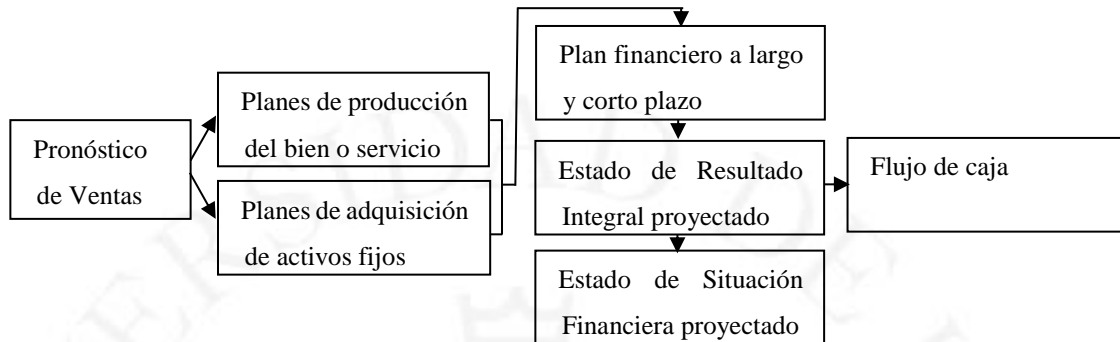 Pronóstico
de Ventas
Planes de producción
del bien o servicio
Planes de adquisición
de activos fijos
Plan financiero a largo
y corto plazo
Estado de Resultado
Integral proyectado
Flujo de caja
Estado de Situación
Financiera proyectado